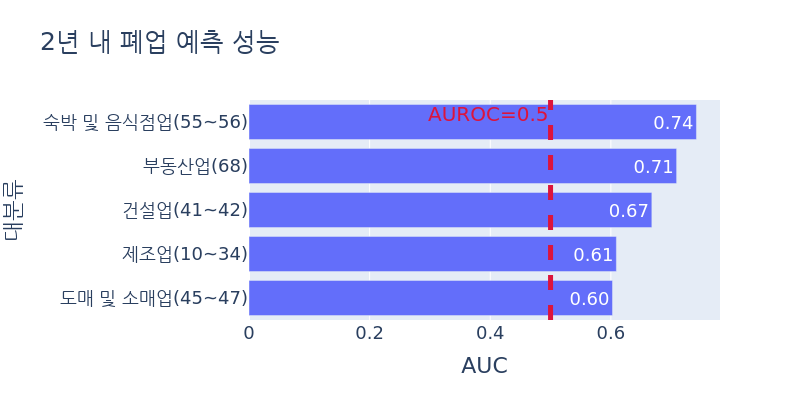 2년 내 폐업 예측 성능
대분류
숙박 및 음식점업(55~56)
부동산업(68)
건설업(41~42)
제조업(10~34)
도매 및 소매업(45~47)
AUROC=0.5
0.74
0.71
0.67
0.61
0.60
0
0.2
0.4
0.6
AUC